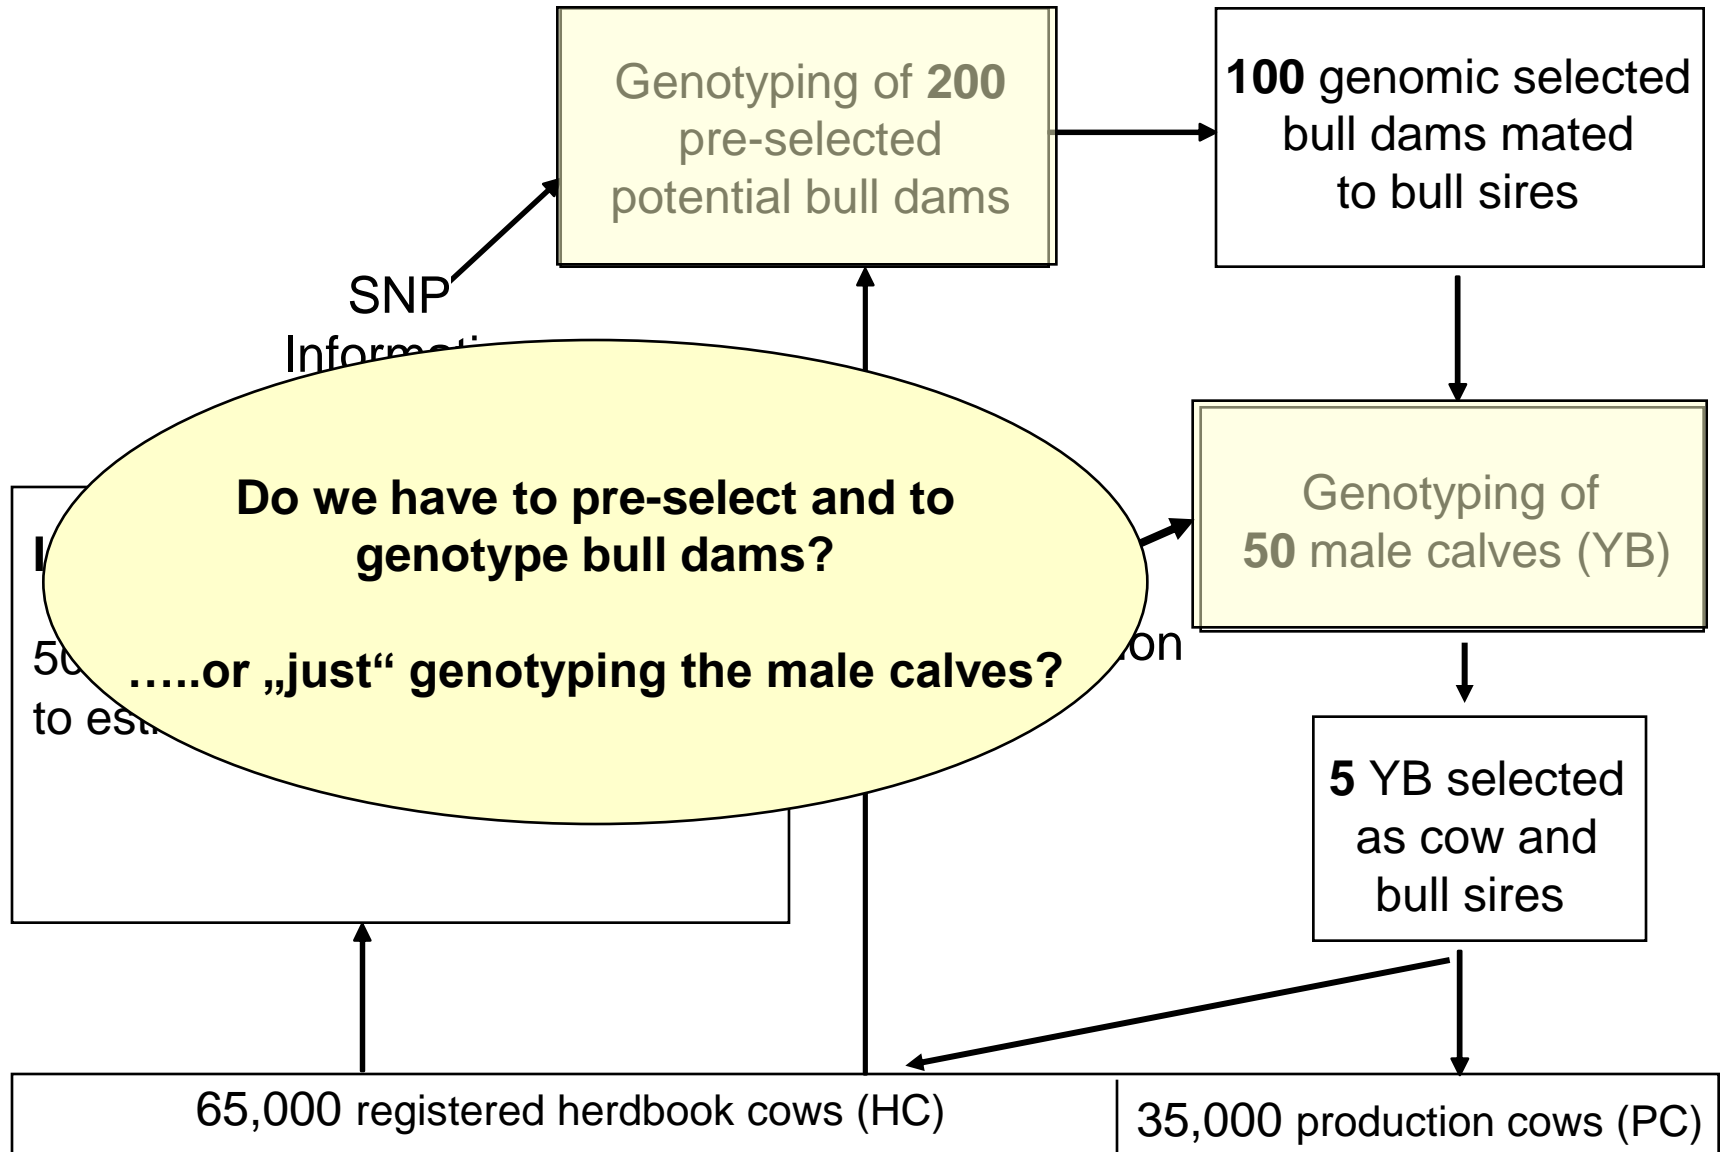 Genotyping of 200
pre-selected
potential bull dams
100 genomic selected
bull dams mated
to bull sires
SNP
Do we have to pre-select and to
genotype bull dams?
…..or „just“ genotyping the male calves?
to
Genotyping of
50 male calves (YB)
5 YB selected
as cow and
bull sires
65,000 registered herdbook cows (HC)
35,000 production cows (PC)